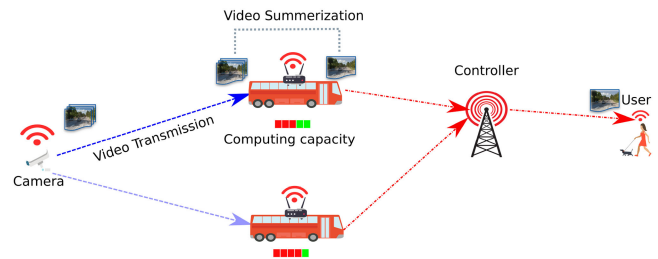 Video Summerization
Controller
User
Video Transmission
Computing capacity
Camera